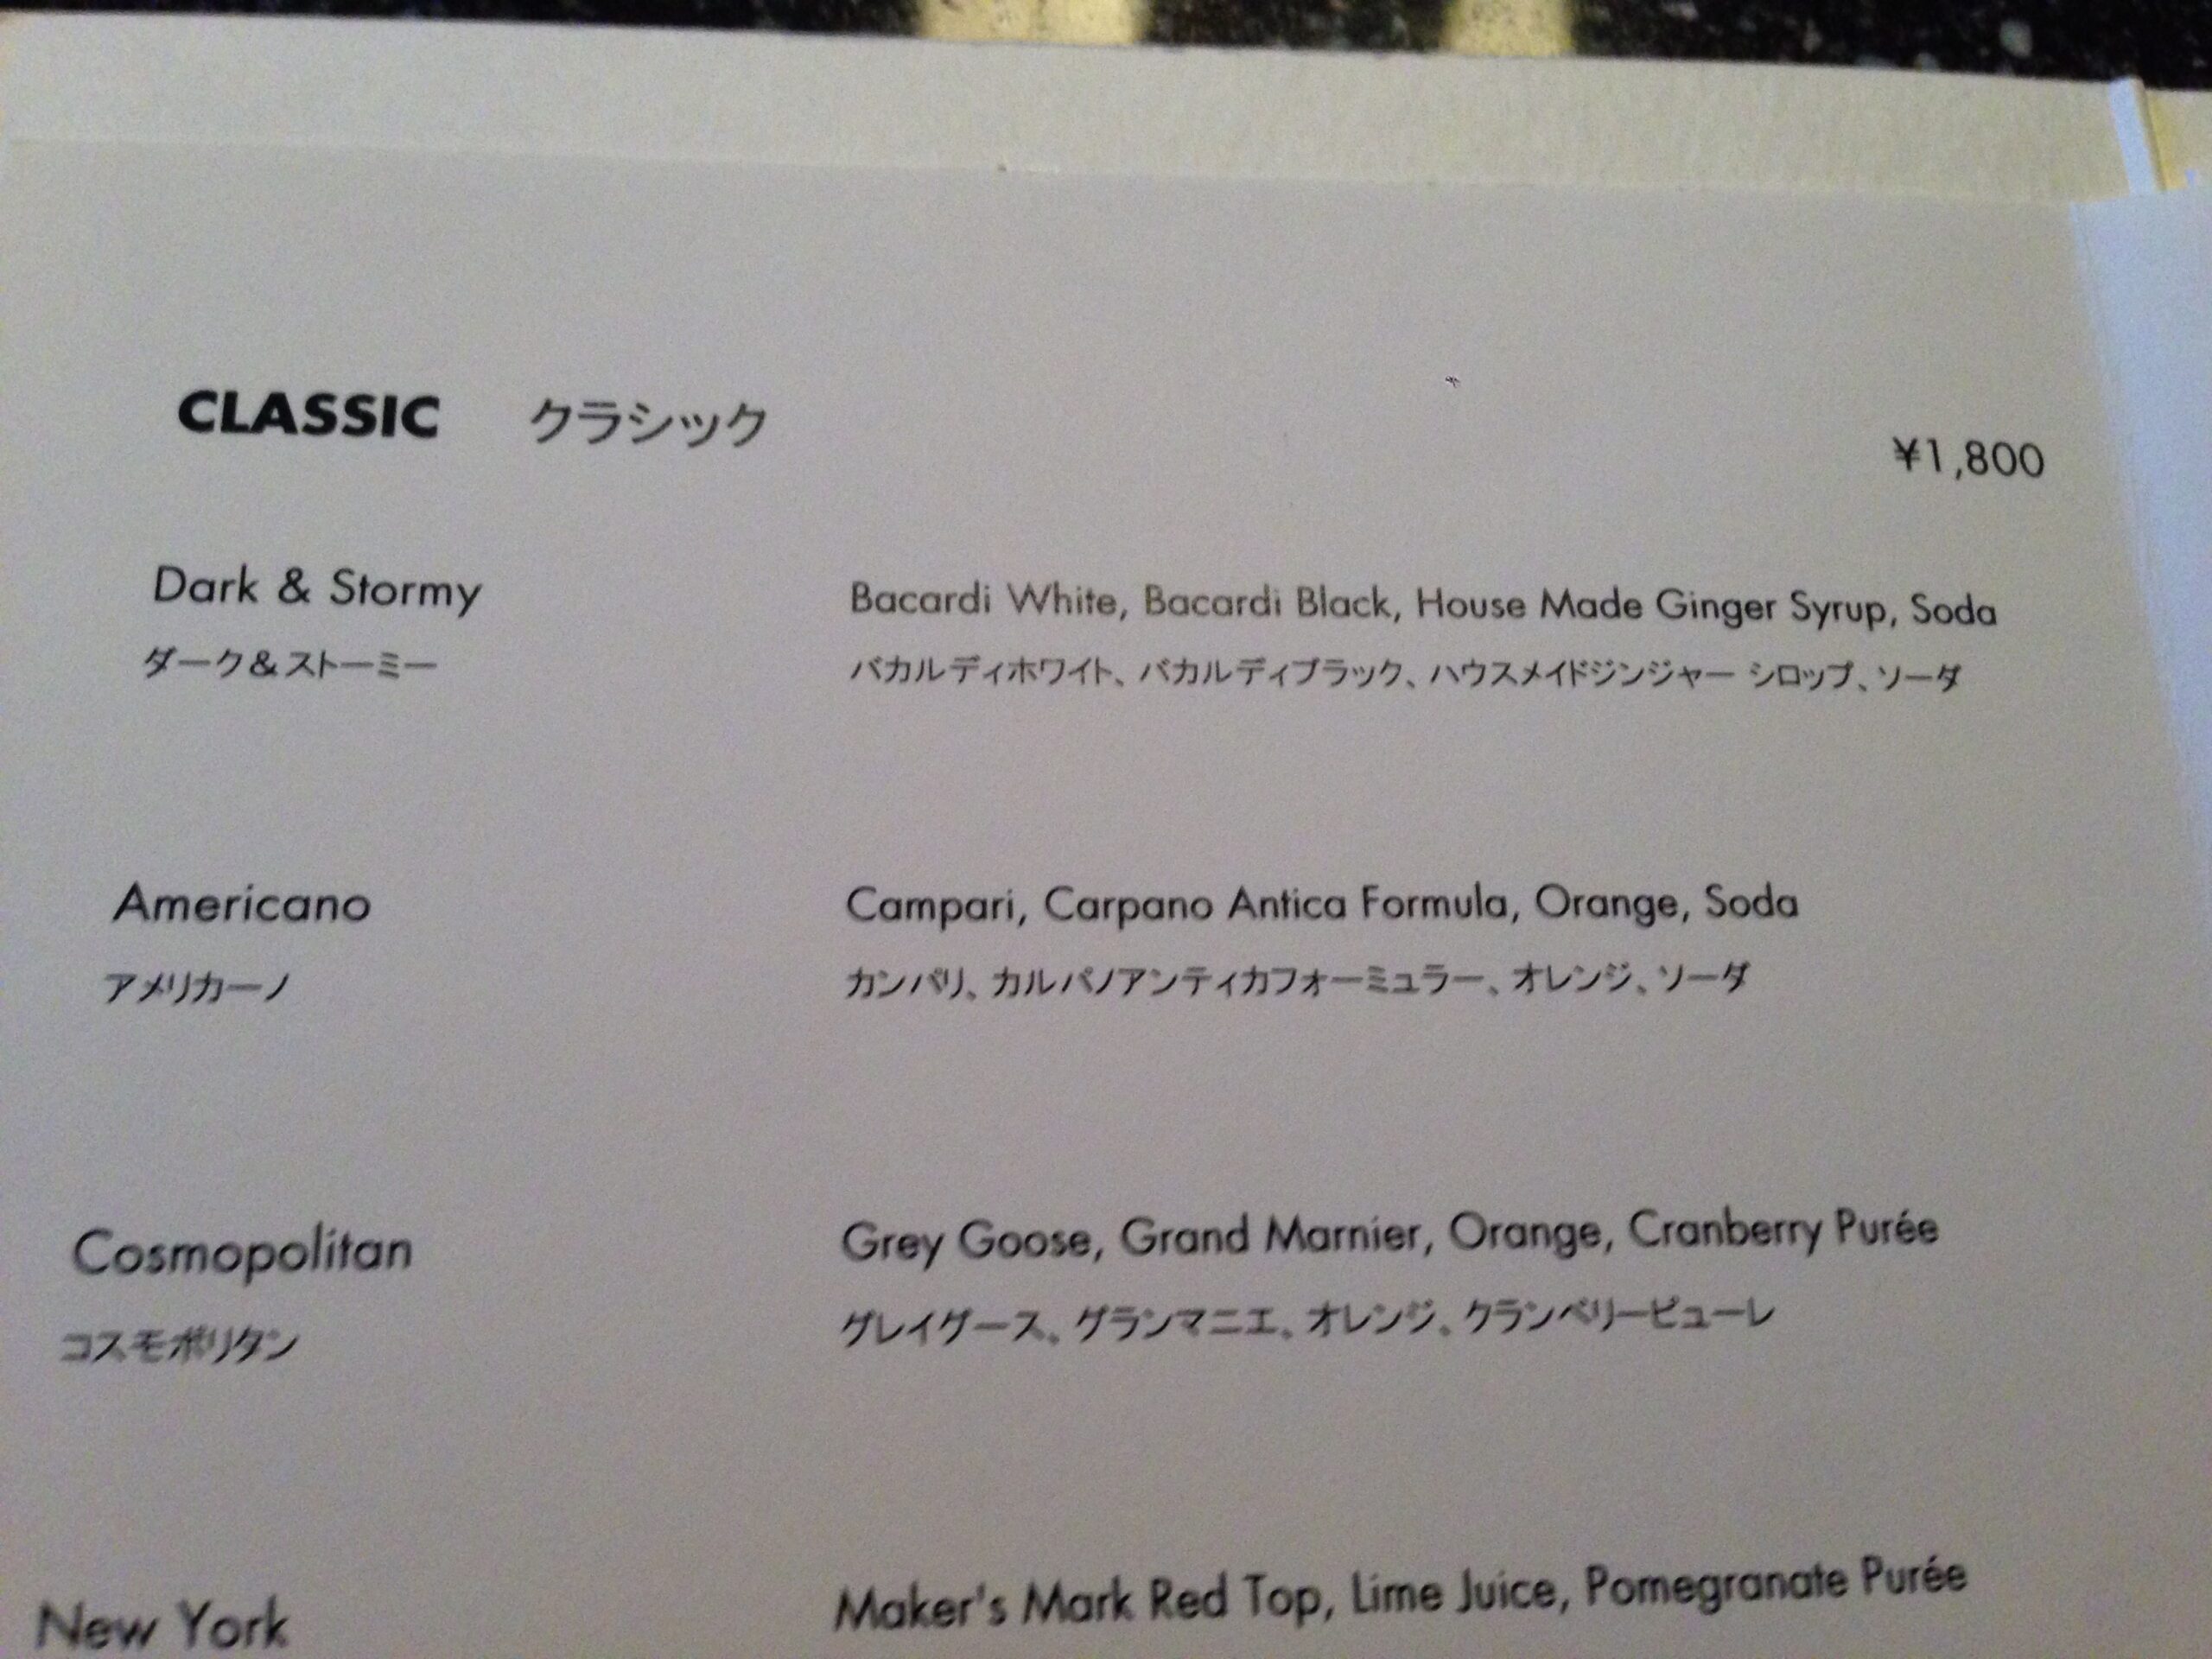 CLASSIC クラシック
¥1,800
Dark & Stormy
Bacardi White, Bacardi Black, House Made Ginger Syrup, Soda
ダーク&ストーミー
バカルディホワイト、バカルディブラック、ハウスメイドジンジャー シロップ、ソーダ
Americano
Campari, Carpano Antica Formula, Orange, Soda
アメリカーノ
カンパリ、カルパノアンティカフォーミュラー、オレンジ、ソーダ
Cosmopolitan
Grey Goose, Grand Marnier, Orange, Cranberry Purée
コスモポリタン
グレイグース、グランマニエ、オレンジ、クランベリーピューレ
New York
Maker's Mark Red Top, Lime Juice, Pomegranate Purée